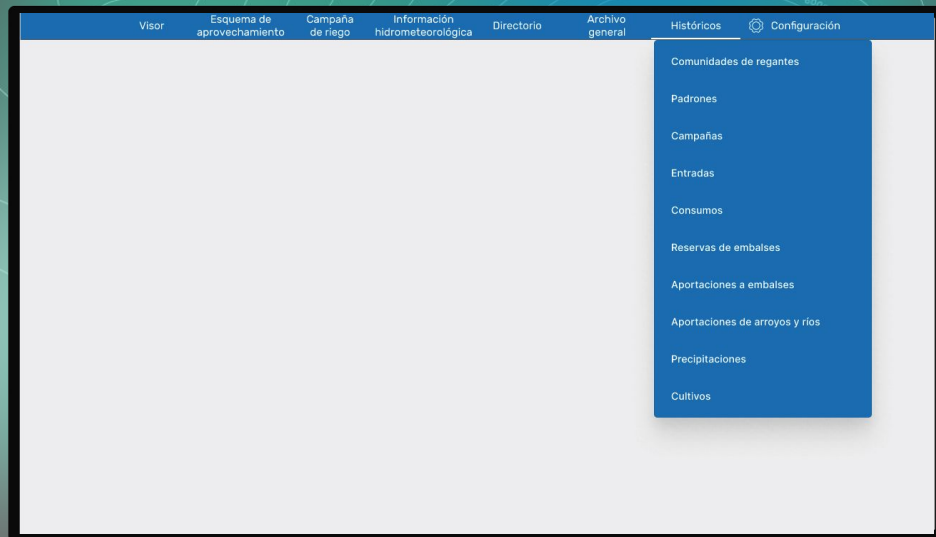 Visor
Esquema de
aprovechamiento
Campaña
de riego
Información
hidrometeorológica
Directorio
Archivo
general
Históricos
Configuración
Comunidades de regantes
Padrones
Campañas
Entradas
Consumos
Reservas de embalses
Aportaciones a embalses
Aportaciones de arroyos y ríos
Precipitaciones
Cultivos